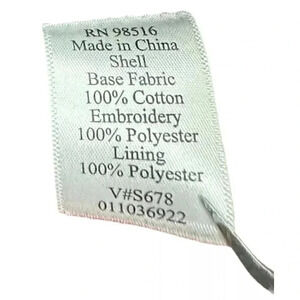 RN 98516
Made in China
Shell
Base Fabric
100% Cotton
Embroidery
100% Polyester
Lining
100% Polyester
V#S678
011036922